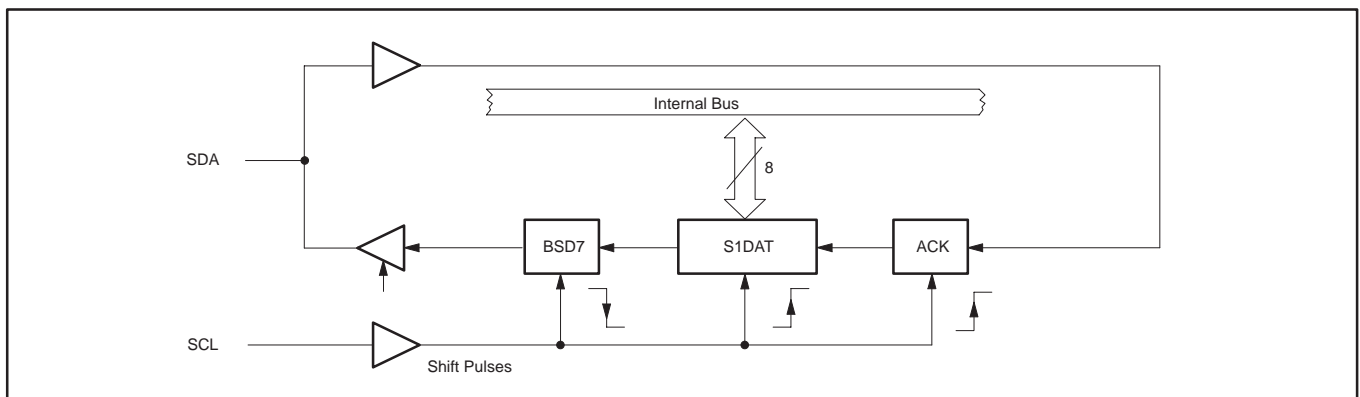 Internal Bus
SDA
8
BSD7
S1DAT
ACK
SCL
Shift Pulses